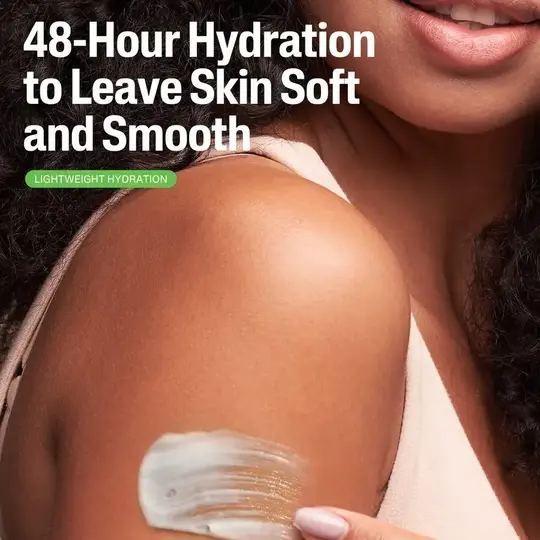 48-Hour Hydration
to Leave Skin Soft
and Smooth
LIGHTWEIGHT HYDRATION